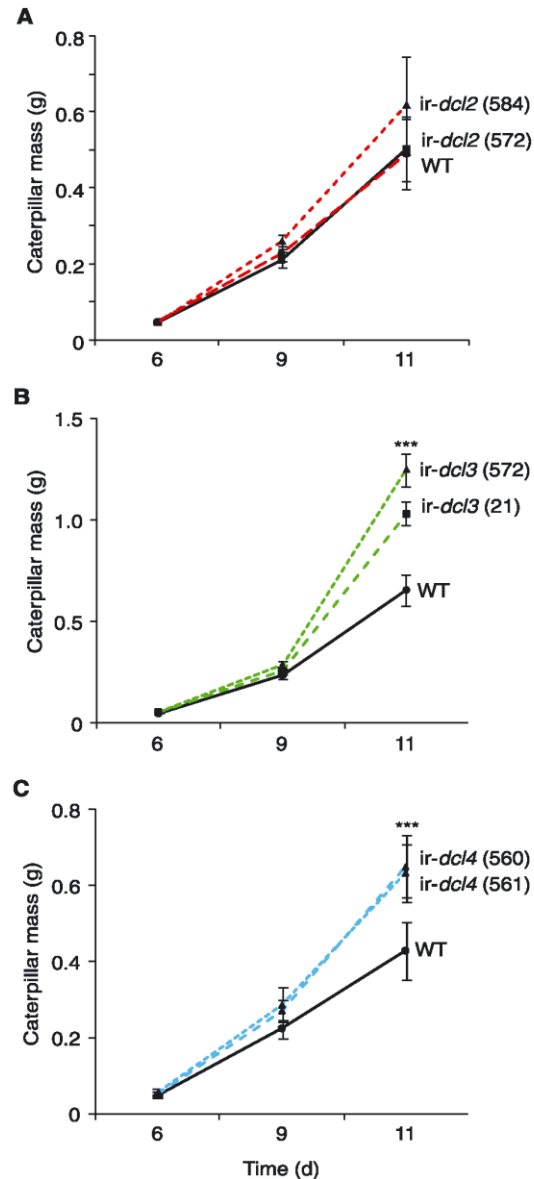 A
Caterpillar mass (g)
0.8
0.6
0.4
0.2
0
ir-dcl2 (584)
ir-dcl2 (572)
WT
6 9 11
B
Caterpillar mass (g)
1.5
1.0
0.5
0
***
ir-dcl3 (572)
ir-dcl3 (21)
WT
6 9 11
C
Caterpillar mass (g)
0.8
0.6
0.4
0.2
0
***
ir-dcl4 (560)
ir-dcl4 (561)
WT
6 9 11
Time (d)